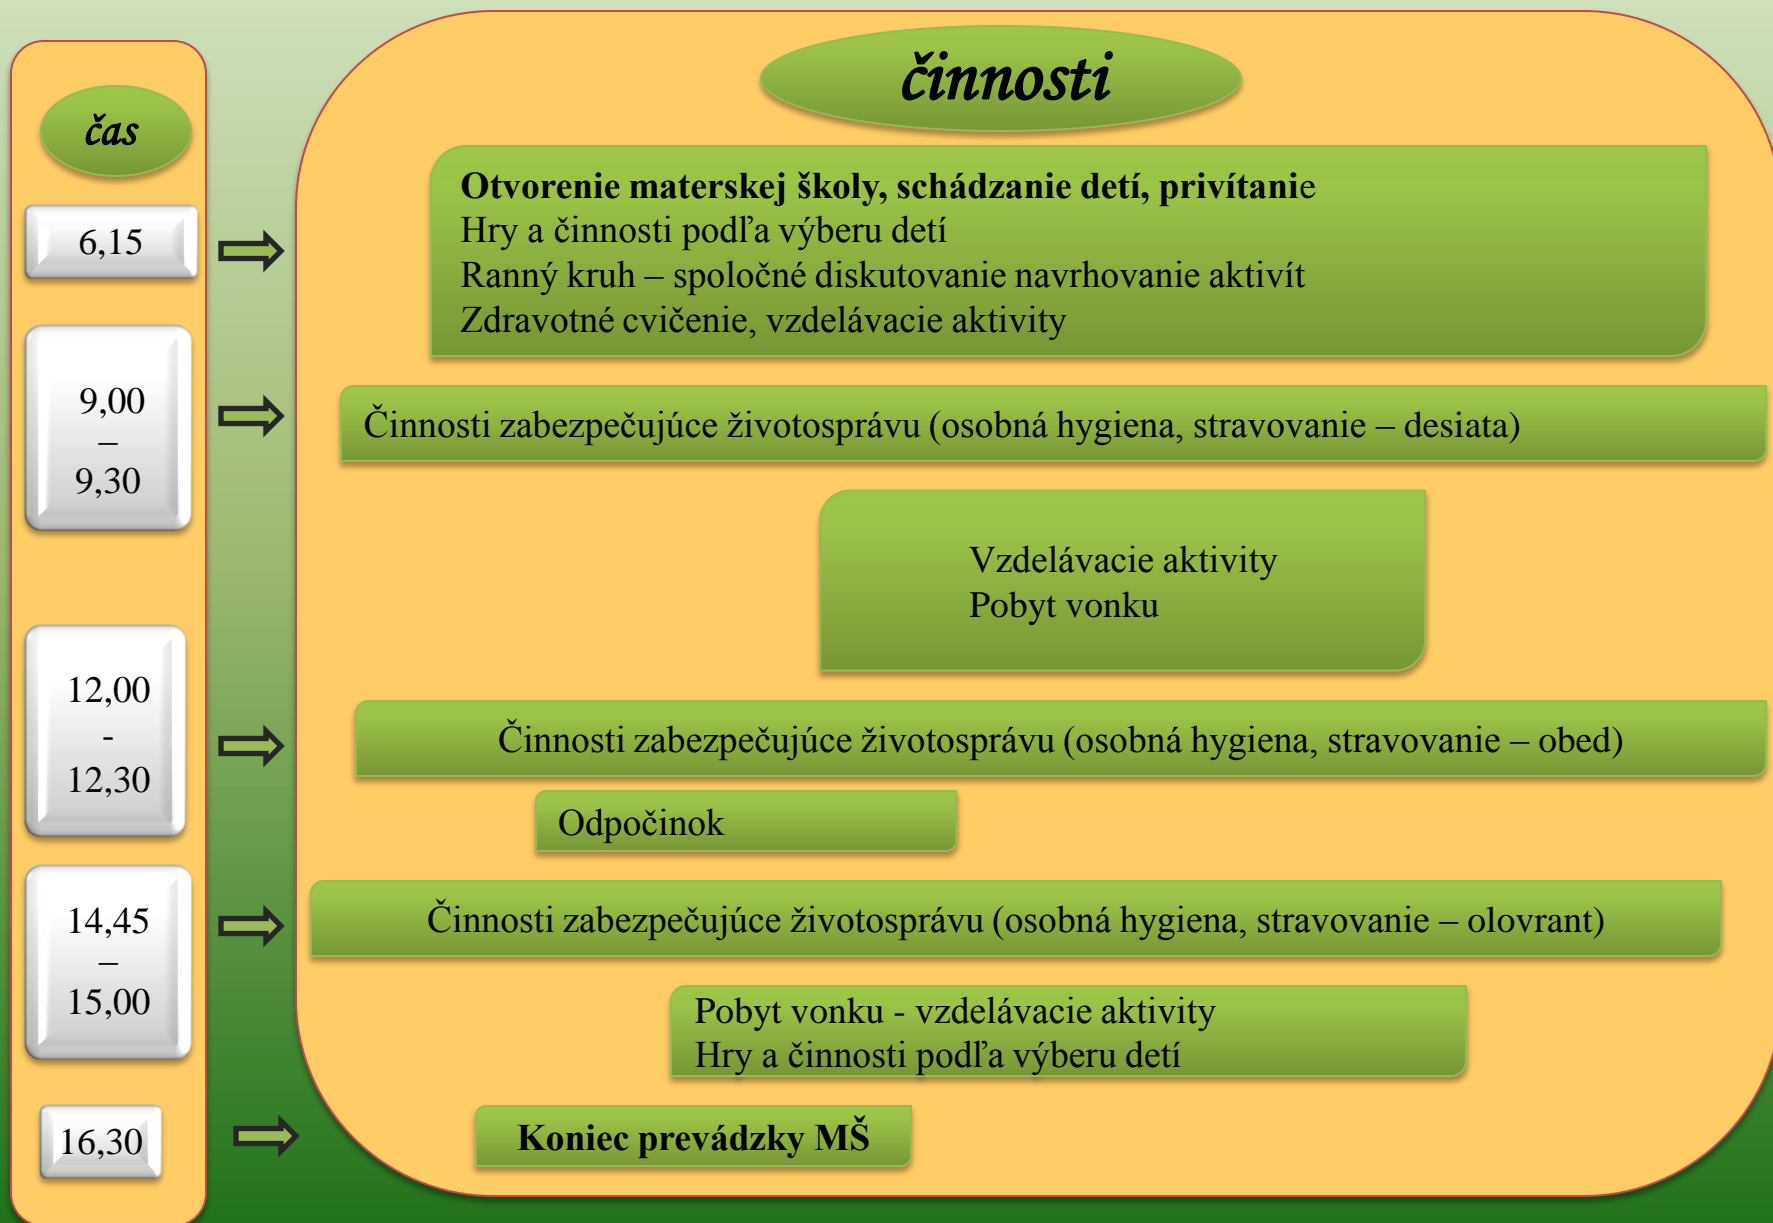 čas
činnosti
6,15
Otvorenie materskej školy, schádzanie detí, privítanie
Hry a činnosti podľa výberu detí
Ranný kruh – spoločné diskutovanie navrhovanie aktivít
Zdravotné cvičenie, vzdelávacie aktivity
9,00
–
9,30
Činnosti zabezpečujúce životosprávu (osobná hygiena, stravovanie – desiata)
Vzdelávacie aktivity
Pobyt vonku
12,00
-
12,30
Činnosti zabezpečujúce životosprávu (osobná hygiena, stravovanie – obed)
Odpočinok
14,45
–
15,00
Činnosti zabezpečujúce životosprávu (osobná hygiena, stravovanie – olovrant)
Pobyt vonku - vzdelávacie aktivity
Hry a činnosti podľa výberu detí
16,30
Koniec prevádzky MŠ